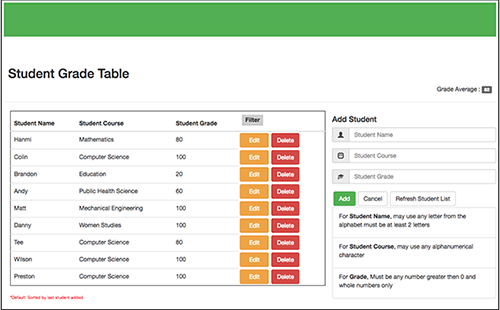 Student Grade Table
Grade Average :
Student Name Student Course Student Grade Filter
Hanmi Mathematics 80 Edit Delete
Colin Computer Science 100 Edit Delete
Brandon Education 20 Edit Delete
Andy Public Health Science 60 Edit Delete
Matt Mechanical Engineering 100 Edit Delete
Danny Women Studies 100 Edit Delete
Tee Computer Science 80 Edit Delete
Wilson Computer Science 100 Edit Delete
Preston Computer Science 100 Edit Delete
*Default: Sorted by last student added
Add Student
Student Name
Student Course
Student Grade
Add Cancel Refresh Student List
For Student Name, may use any letter from the
alphabet must be at least 2 letters
For Student Course, may use any alphanumerical
character
For Grade, Must be any number greater then 0 and
whole numbers only